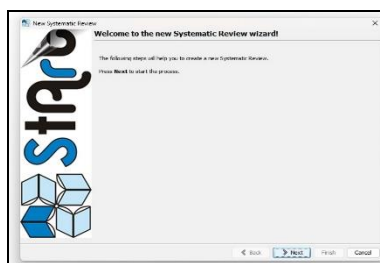 New Systematic Review
Welcome to the new Systematic Review wizard!
The following steps will help you to create a new Systematic Review.
Press Next to start the process.
StArt
Back
Next
Finish
Cancel